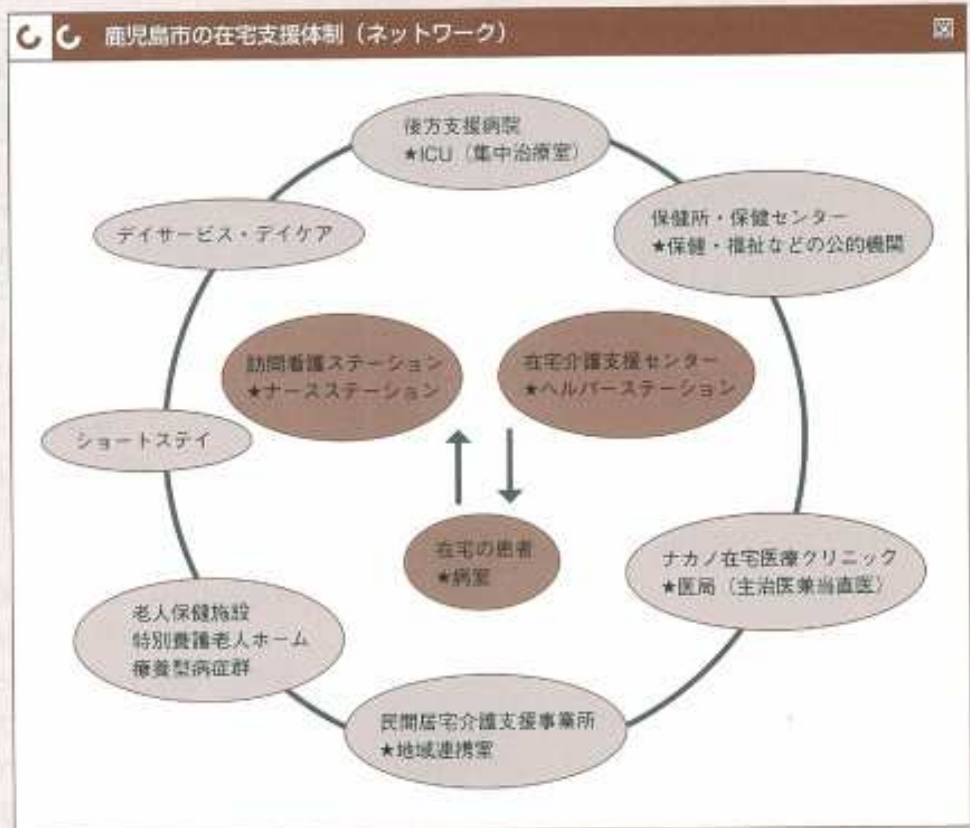 鹿児島市の在宅支援体制（ネットワーク）
図
後方支援病院
★ICU（集中治療室）
デイサービス・デイケア
保健所・保健センター
★保健・福祉などの公的機関
訪問看護ステーション
★ナースステーション
在宅介護支援センター
★ヘルパーステーション
ショートステイ
在宅の患者
★病室
ナカノ在宅医療クリニック
★医局（主治医兼当直医）
老人保健施設
特別養護老人ホーム
療養型病症群
民間居宅介護支援事業所
★地域連携室